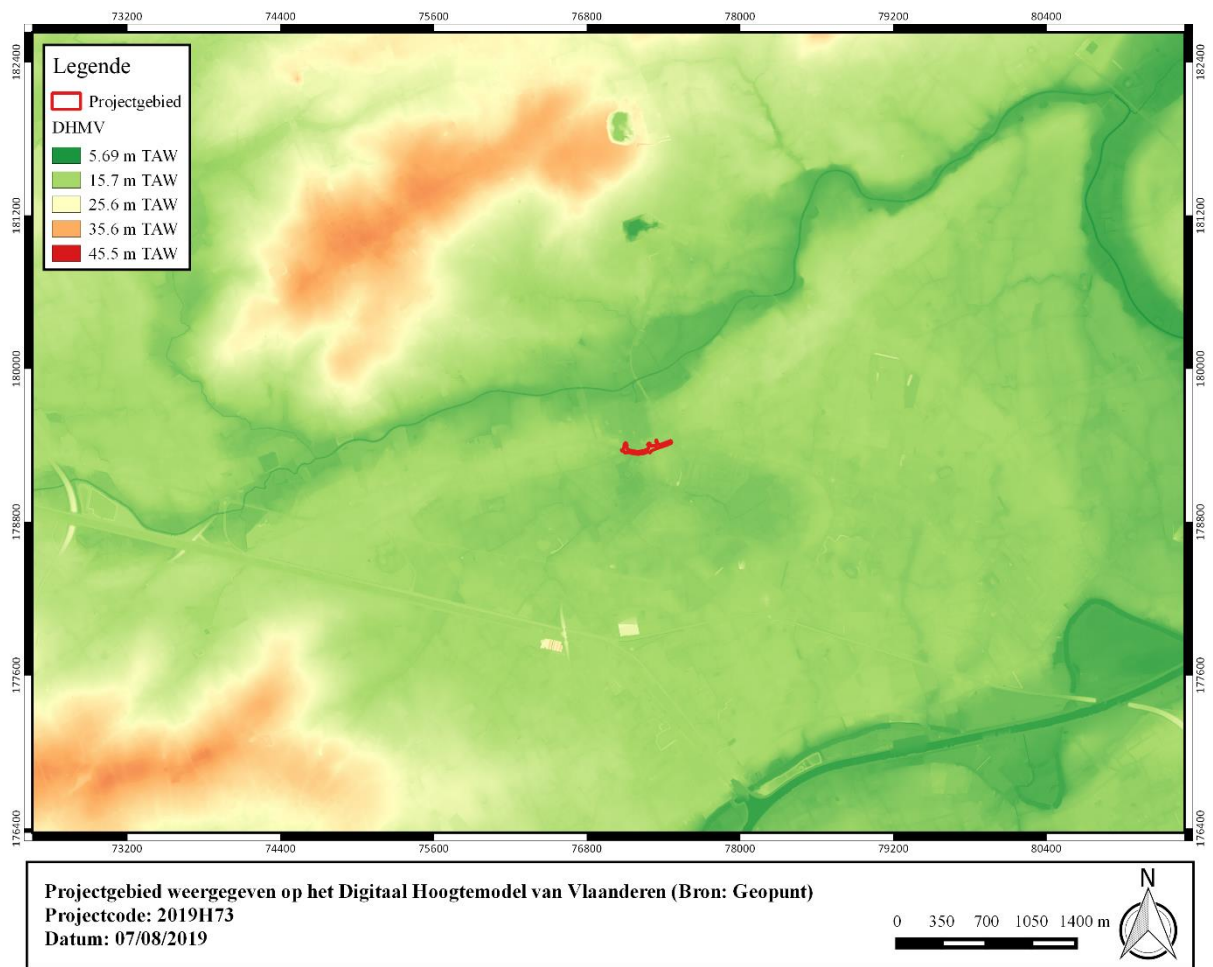 73200 74400 75600 76800 78000 79200 80400
182400 182400
Legende
Projectgebied
DHMV
5.69 m TAW
15.7 m TAW
25.6 m TAW
35.6 m TAW
45.5 m TAW
181200 181200
180000 180000
178800 178800
177600 177600
176400 176400
73200 74400 75600 76800 78000 79200 80400
Projectgebied weergegeven op het Digitaal Hoogtemodel van Vlaanderen (Bron: Geopunt)
Projectcode: 2019H73
Datum: 07/08/2019
0 350 700 1050 1400 m
N